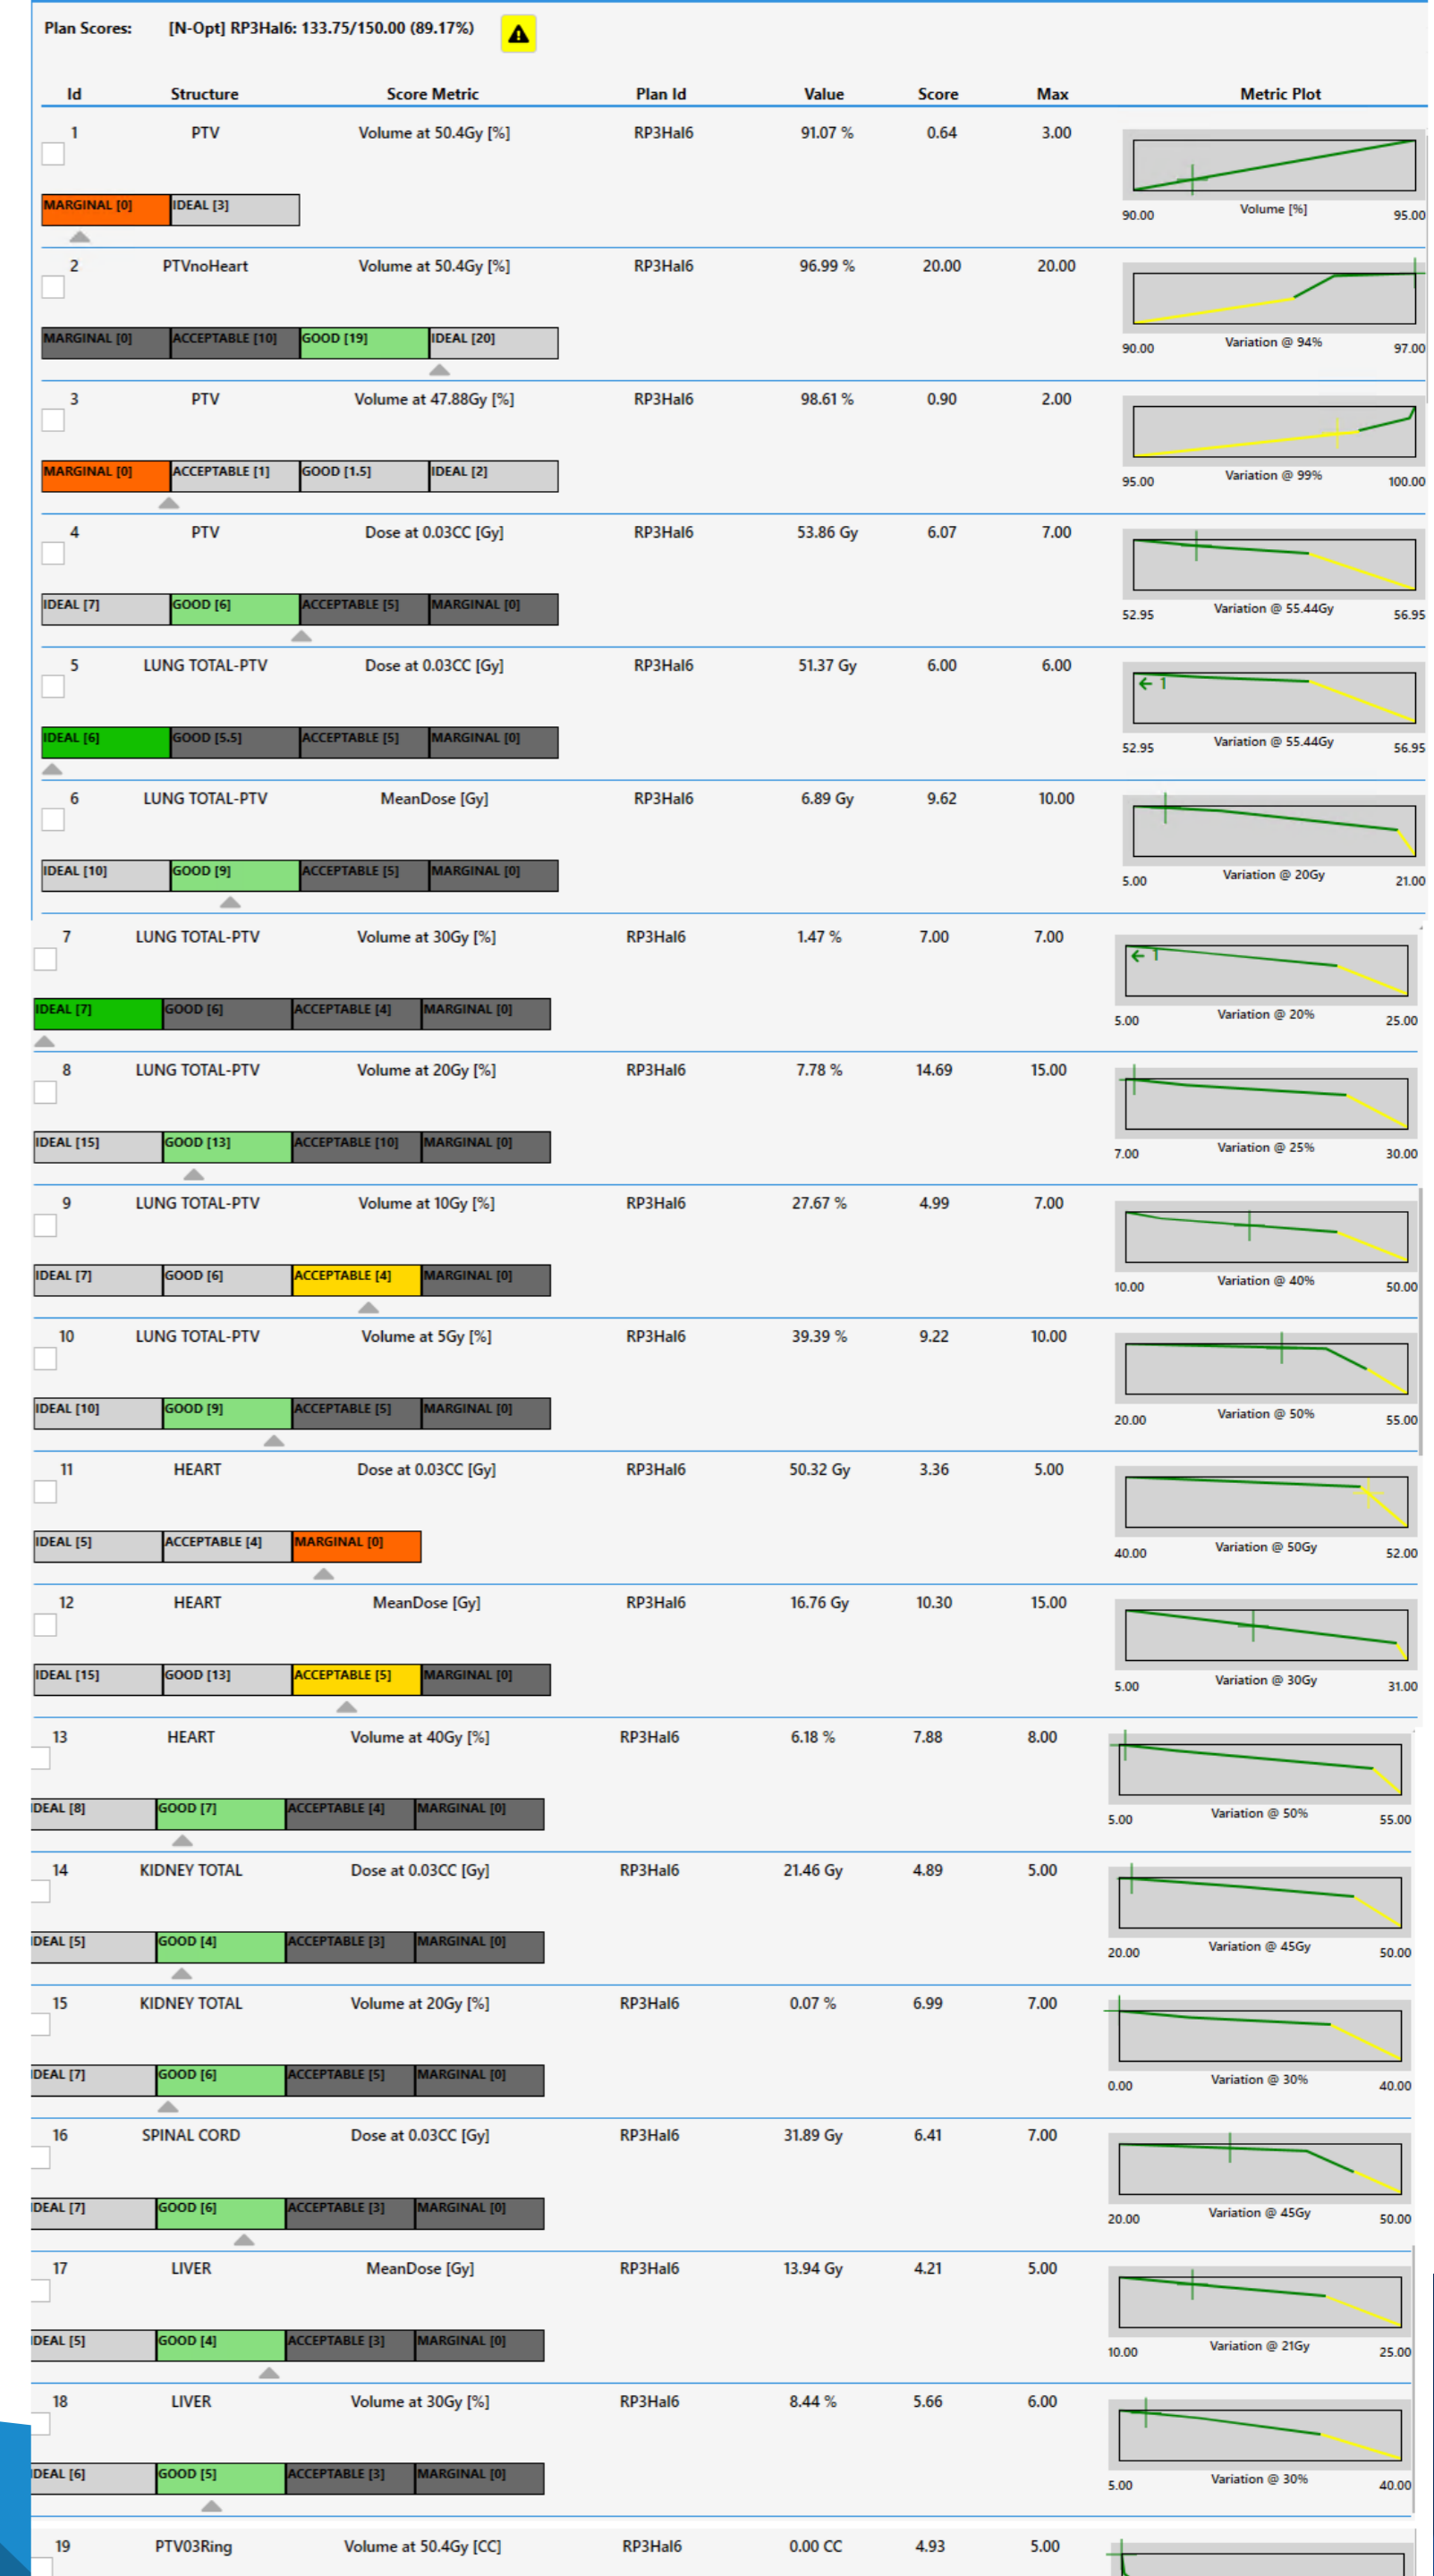 Plan Scores: [N-Opt] RP3Hal6: 133.75/150.00 (89.17%)
Id Structure Score Metric Plan Id Value Score Max Metric Plot
1 PTV Volume at 50.4Gy [%] RP3Hal6 91.07 % 0.64 3.00
MARGINAL [0] IDEAL [3]
90.00 Volume [%] 95.00
2 PTVnoHeart Volume at 50.4Gy [%] RP3Hal6 96.99 % 20.00 20.00
MARGINAL [0] ACCEPTABLE [10] GOOD [19] IDEAL [20]
90.00 Variation @ 94% 97.00
3 PTV Volume at 47.88Gy [%] RP3Hal6 98.61 % 0.90 2.00
MARGINAL [0] ACCEPTABLE [1] GOOD [1.5] IDEAL [2]
95.00 Variation @ 99% 100.00
4 PTV Dose at 0.03CC [Gy] RP3Hal6 53.86 Gy 6.07 7.00
IDEAL [7] GOOD [6] ACCEPTABLE [5] MARGINAL [0]
52.95 Variation @ 55.44Gy 56.95
5 LUNG TOTAL-PTV Dose at 0.03CC [Gy] RP3Hal6 51.37 Gy 6.00 6.00
← 1
IDEAL [6] GOOD [5.5] ACCEPTABLE [5] MARGINAL [0]
52.95 Variation @ 55.44Gy 56.95
6 LUNG TOTAL-PTV MeanDose [Gy] RP3Hal6 6.89 Gy 9.62 10.00
IDEAL [10] GOOD [9] ACCEPTABLE [5] MARGINAL [0]
5.00 Variation @ 20Gy 21.00
7 LUNG TOTAL-PTV Volume at 30Gy [%] RP3Hal6 1.47 % 7.00 7.00
← 1
IDEAL [7] GOOD [6] ACCEPTABLE [4] MARGINAL [0]
5.00 Variation @ 20% 25.00
8 LUNG TOTAL-PTV Volume at 20Gy [%] RP3Hal6 7.78 % 14.69 15.00
IDEAL [15] GOOD [13] ACCEPTABLE [10] MARGINAL [0]
7.00 Variation @ 25% 30.00
9 LUNG TOTAL-PTV Volume at 10Gy [%] RP3Hal6 27.67 % 4.99 7.00
IDEAL [7] GOOD [6] ACCEPTABLE [4] MARGINAL [0]
10.00 Variation @ 40% 50.00
10 LUNG TOTAL-PTV Volume at 5Gy [%] RP3Hal6 39.39 % 9.22 10.00
IDEAL [10] GOOD [9] ACCEPTABLE [5] MARGINAL [0]
20.00 Variation @ 50% 55.00
11 HEART Dose at 0.03CC [Gy] RP3Hal6 50.32 Gy 3.36 5.00
IDEAL [5] ACCEPTABLE [4] MARGINAL [0]
40.00 Variation @ 50Gy 52.00
12 HEART MeanDose [Gy] RP3Hal6 16.76 Gy 10.30 15.00
IDEAL [15] GOOD [13] ACCEPTABLE [5] MARGINAL [0]
5.00 Variation @ 30Gy 31.00
13 HEART Volume at 40Gy [%] RP3Hal6 6.18 % 7.88 8.00
IDEAL [8] GOOD [7] ACCEPTABLE [4] MARGINAL [0]
5.00 Variation @ 50% 55.00
14 KIDNEY TOTAL Dose at 0.03CC [Gy] RP3Hal6 21.46 Gy 4.89 5.00
IDEAL [5] GOOD [4] ACCEPTABLE [3] MARGINAL [0]
20.00 Variation @ 45Gy 50.00
15 KIDNEY TOTAL Volume at 20Gy [%] RP3Hal6 0.07 % 6.99 7.00
DEAL [7] GOOD [6] ACCEPTABLE [5] MARGINAL [0]
0.00 Variation @ 30% 40.00
16 SPINAL CORD Dose at 0.03CC [Gy] RP3Hal6 31.89 Gy 6.41 7.00
DEAL [7] GOOD [6] ACCEPTABLE [3] MARGINAL [0]
20.00 Variation @ 45Gy 50.00
17 LIVER MeanDose [Gy] RP3Hal6 13.94 Gy 4.21 5.00
DEAL [5] GOOD [4] ACCEPTABLE [3] MARGINAL [0]
10.00 Variation @ 21Gy 25.00
18 LIVER Volume at 30Gy [%] RP3Hal6 8.44 % 5.66 6.00
DEAL [6] GOOD [5] ACCEPTABLE [3] MARGINAL [0]
5.00 Variation @ 30% 40.00
19 PTV03Ring Volume at 50.4Gy [CC] RP3Hal6 0.00 CC 4.93 5.00